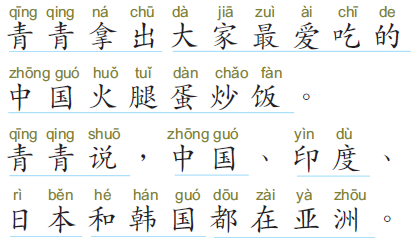 qīng qing ná chū dà jiā zuì ài chī de
青青拿出大家最爱吃的
zhōng guó huǒ tuǐ dàn chǎo fàn
中国火腿蛋炒饭。
qīng qing shuō zhōng guó yìn dù
青青说，中国、印度、
rì běn hé hán guó dōu zài yà zhōu
日本和韩国都在亚洲。